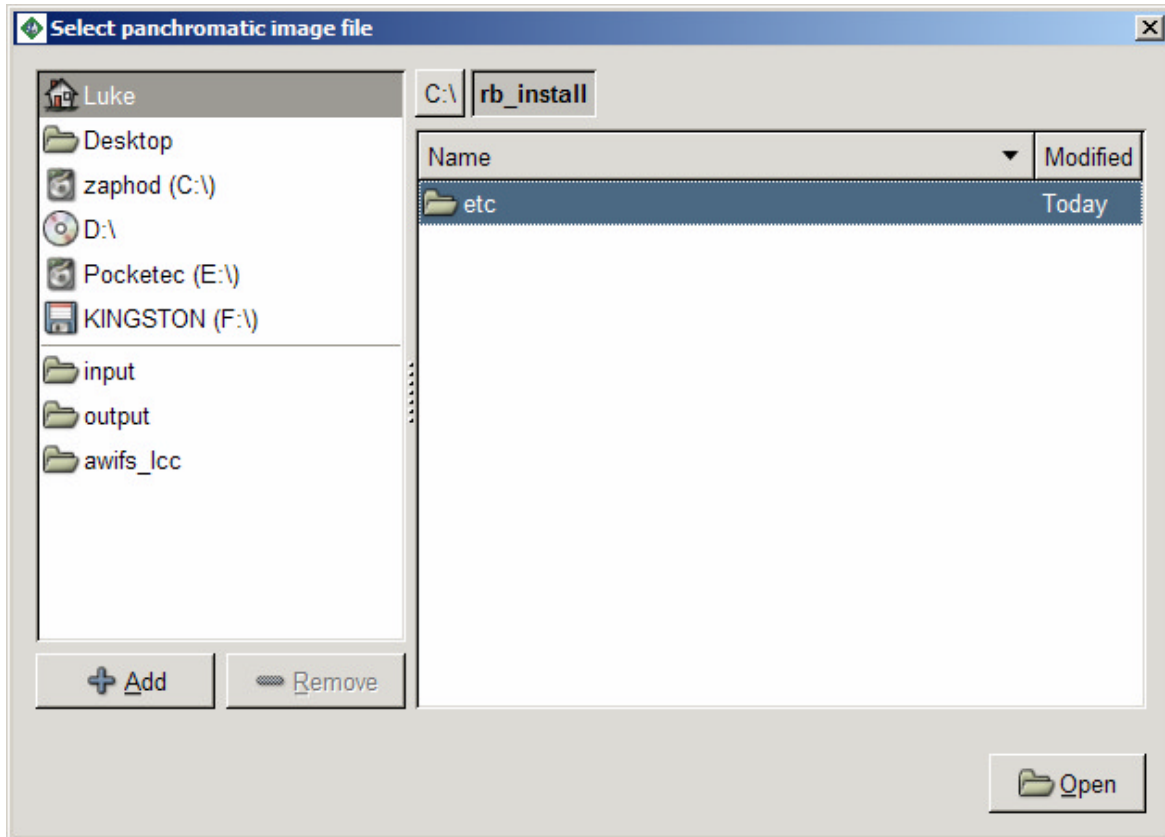 Select panchromatic image file
Luke
Desktop
zaphod (C:\)
D:\
Pocketec (E:\)
KINGSTON (F:\)
input
output
awifs_lcc
Add
Remove
C:\ rb_install
Name Modified
etc Today
Open